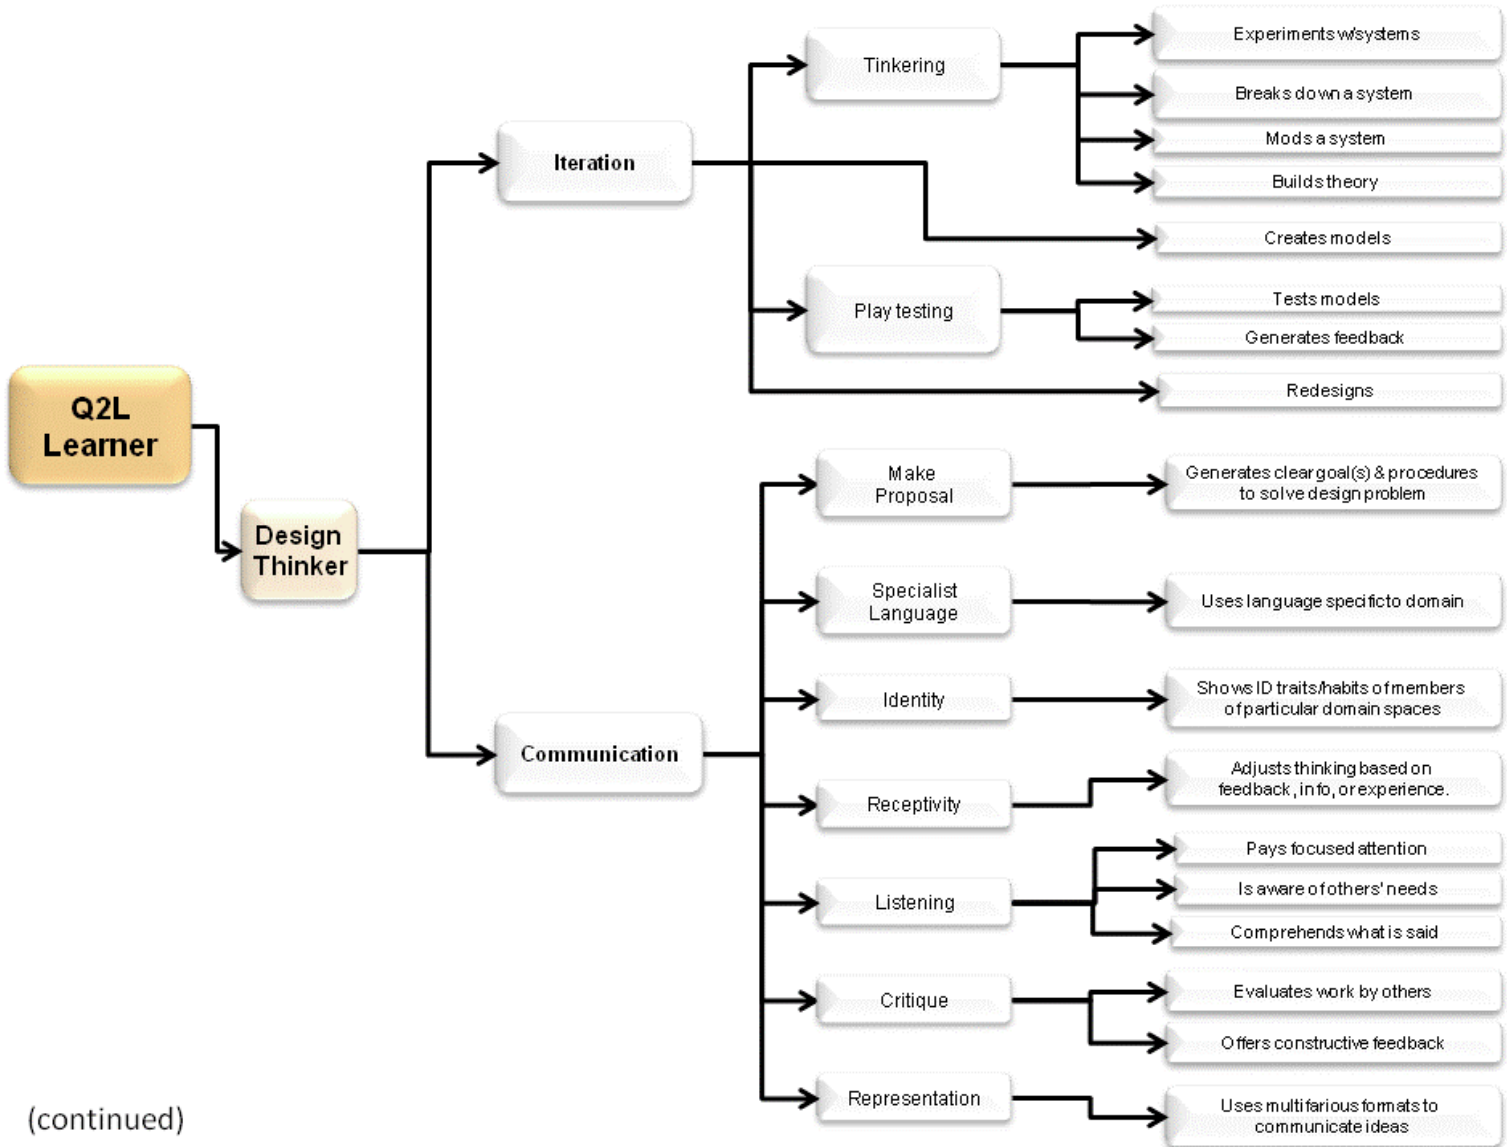 Q2L
Learner
Design
Thinker
Iteration
Tinkering
Experiments w/systems
Breaks down a system
Mods a system
Builds theory
Creates models
Play testing
Tests models
Generates feedback
Redesigns
Communication
Make
Proposal
Generates clear goal(s) & procedures
to solve design problem
Specialist
Language
Uses language specific to domain
Identity
Shows ID traits/habits of members
of particular domain spaces
Receptivity
Adjusts thinking based on
feedback, info, or experience.
Listening
Pays focused attention
Is aware of others' needs
Comprehends what is said
Critique
Evaluates work by others
Offers constructive feedback
Representation
Uses multifarious formats to
communicate ideas
(continued)